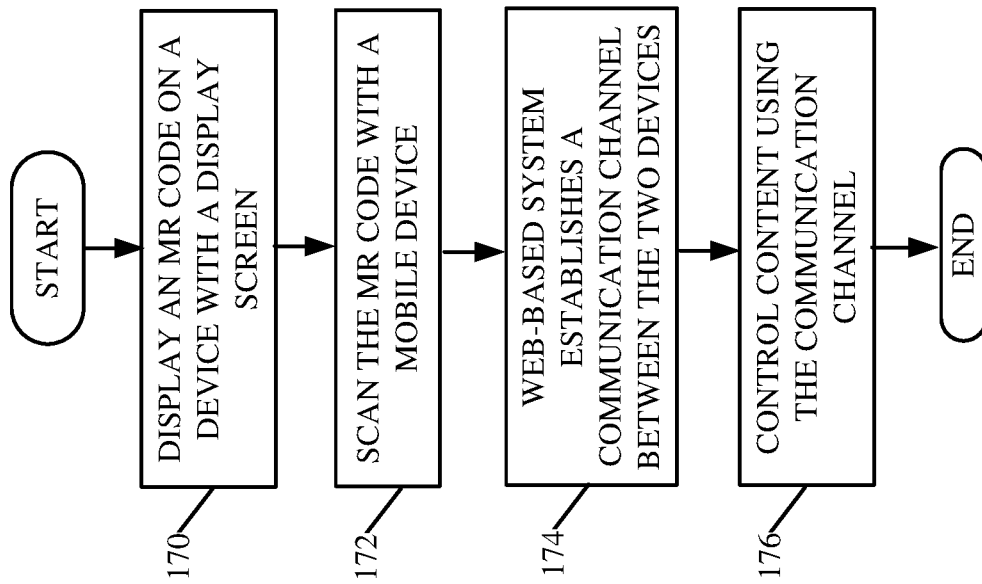 START
DISPLAY AN MR CODE ON A
DEVICE WITH A DISPLAY
SCREEN
170
SCAN THE MR CODE WITH A
MOBILE DEVICE
172
WEB-BASED SYSTEM
ESTABLISHES A
COMMUNICATION CHANNEL
BETWEEN THE TWO DEVICES
174
CONTROL CONTENT USING
THE COMMUNICATION
CHANNEL
176
END